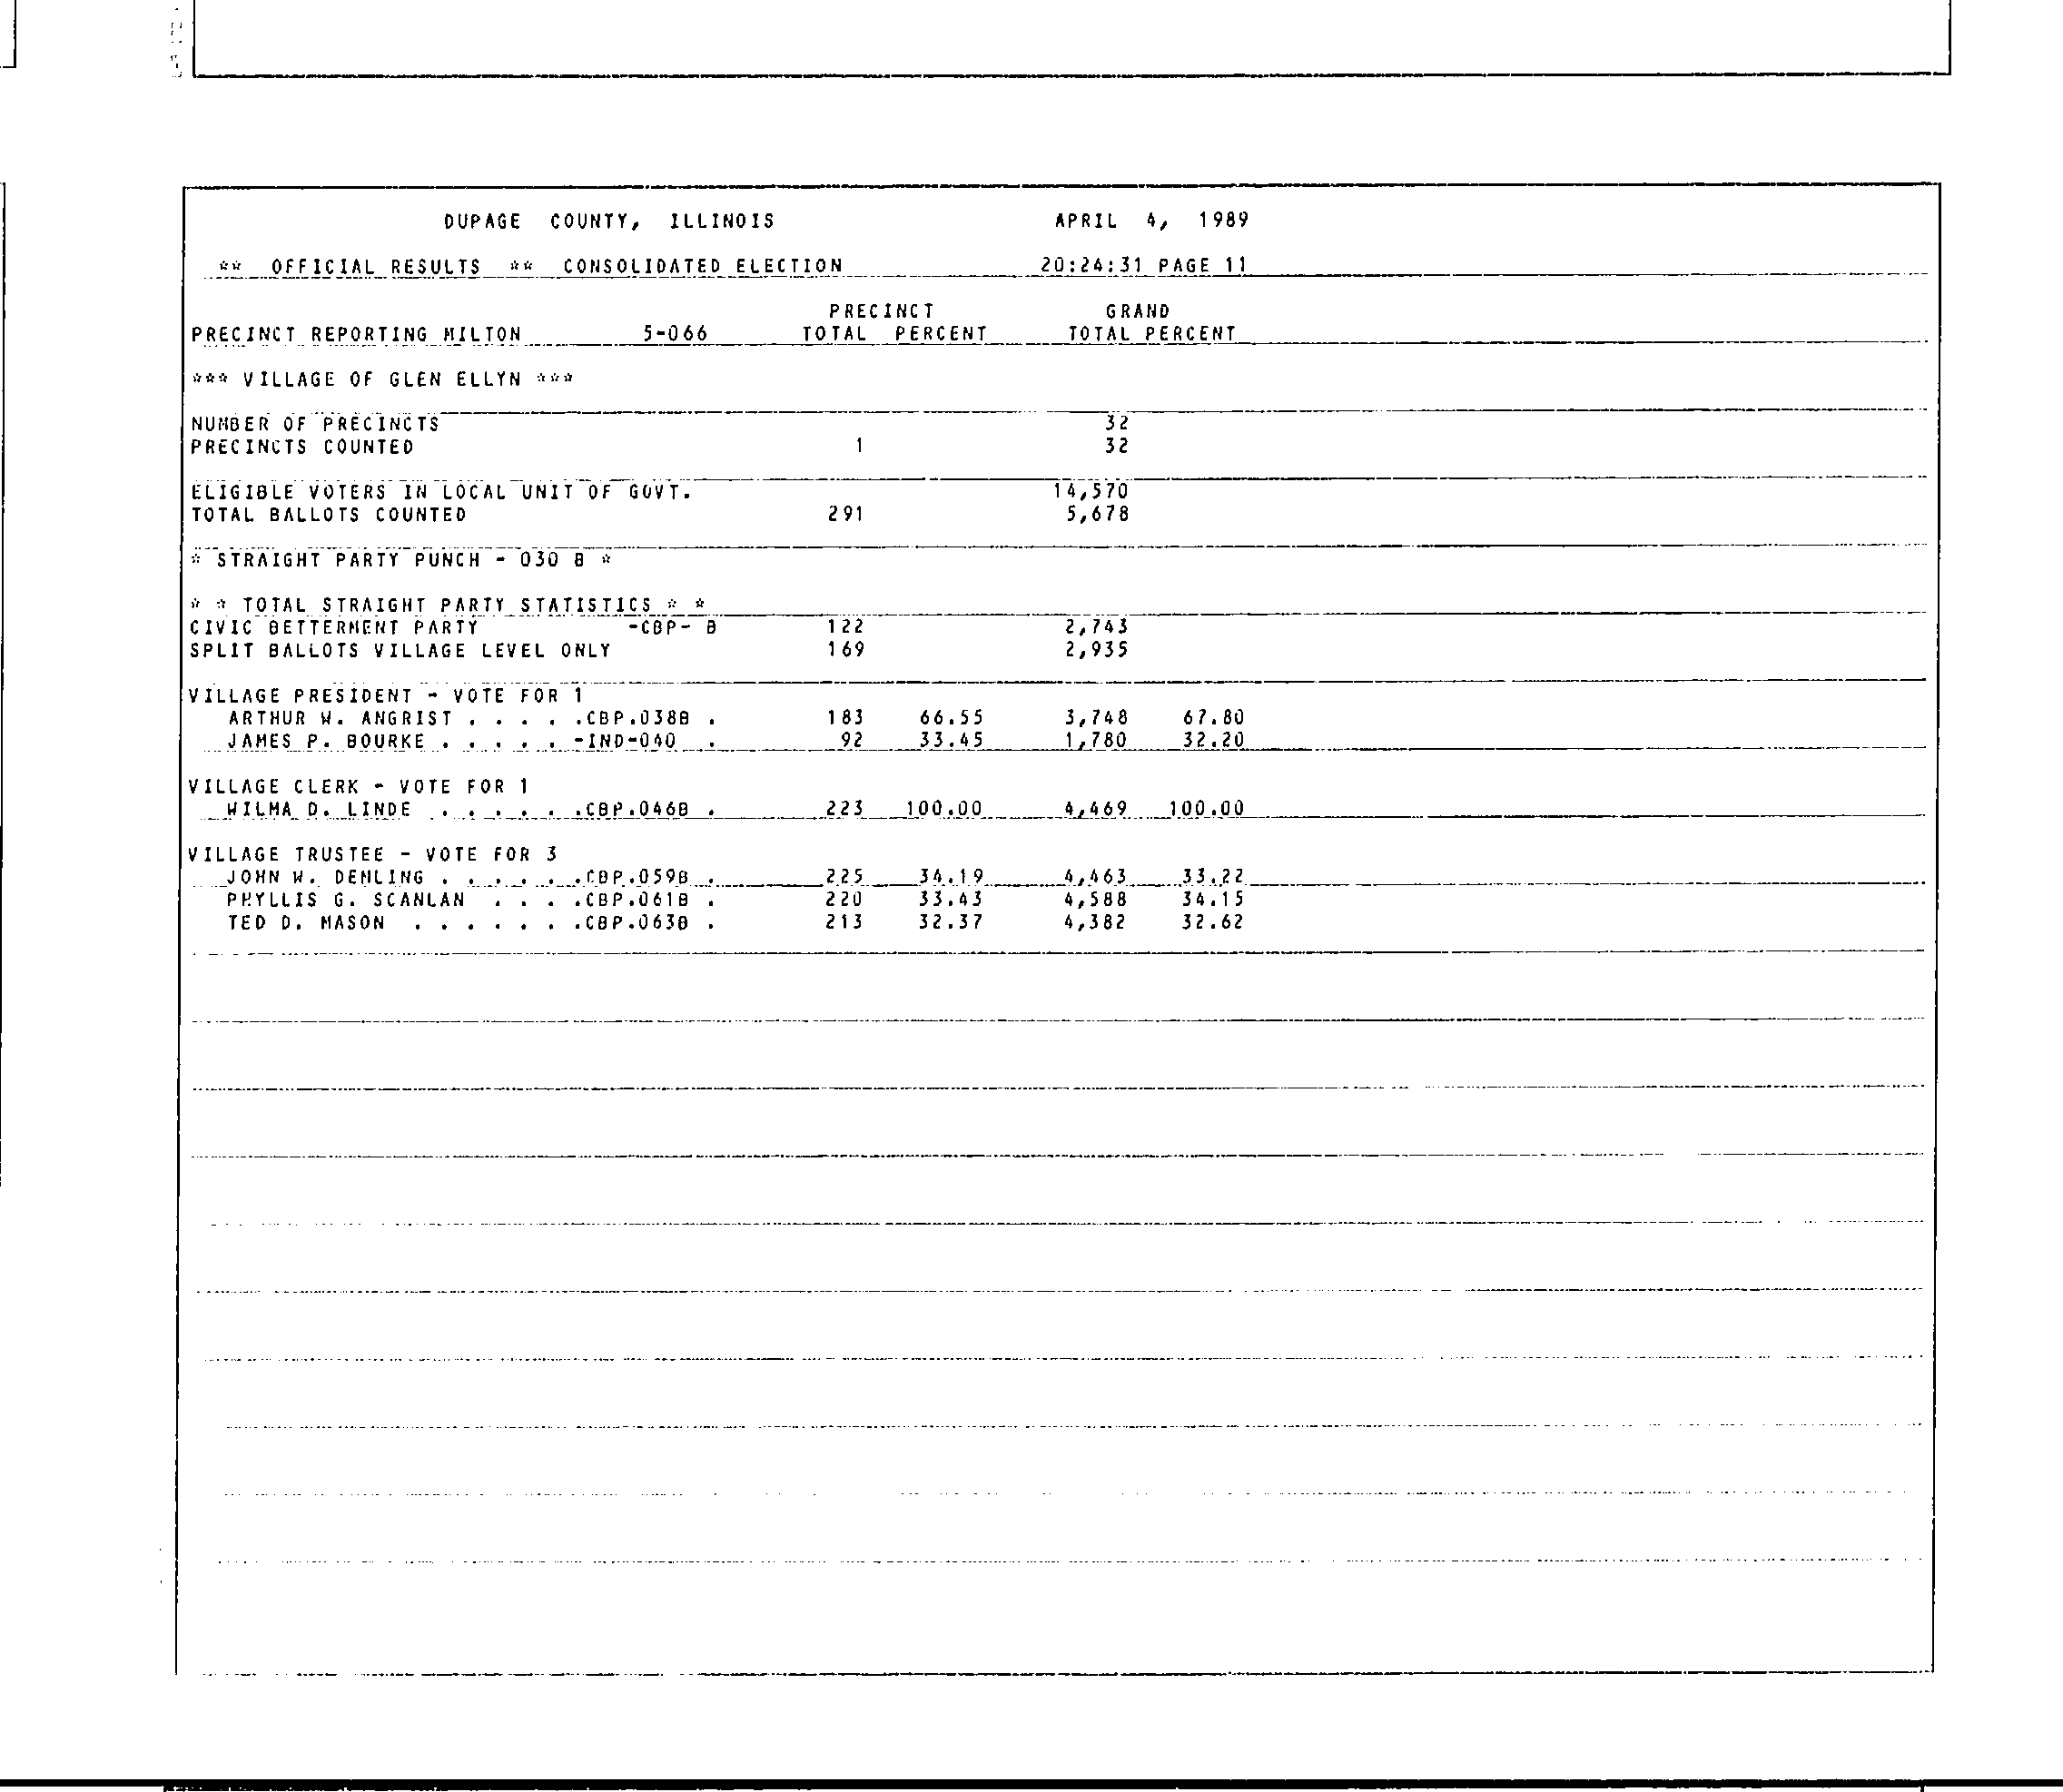 DUPAGE COUNTY, ILLINOIS APRIL 4, 1989
** OFFICIAL RESULTS ** CONSOLIDATED ELECTION 20:24:31 PAGE 11
PRECINCT GRAND
PRECINCT REPORTING MILTON 5-066 TOTAL PERCENT TOTAL PERCENT
*** VILLAGE OF GLEN ELLYN ***
NUMBER OF PRECINCTS 32
PRECINCTS COUNTED 1 32
ELIGIBLE VOTERS IN LOCAL UNIT OF GOVT. 14,570
TOTAL BALLOTS COUNTED 291 5,678
* STRAIGHT PARTY PUNCH - 030 B *
* * TOTAL STRAIGHT PARTY STATISTICS * *
CIVIC BETTERMENT PARTY -CBP- B 122 2,743
SPLIT BALLOTS VILLAGE LEVEL ONLY 169 2,935
VILLAGE PRESIDENT - VOTE FOR 1
ARTHUR W. ANGRIST . . . . .CBP.038B . 183 66.55 3,748 67.80
JAMES P. BOURKE . . . . . -IND-040 . 92 33.45 1,780 32.20
VILLAGE CLERK - VOTE FOR 1
WILMA D. LINDE . . . . . .CBP.046B . 223 100.00 4,469 100.00
VILLAGE TRUSTEE - VOTE FOR 3
JOHN W. DEMLING . . . . . .CBP.059B . 225 34.19 4,463 33.22
PHYLLIS G. SCANLAN . . . .CBP.061B . 220 33.43 4,588 34.15
TED D. MASON . . . . . . .CBP.063B . 213 32.37 4,382 32.62